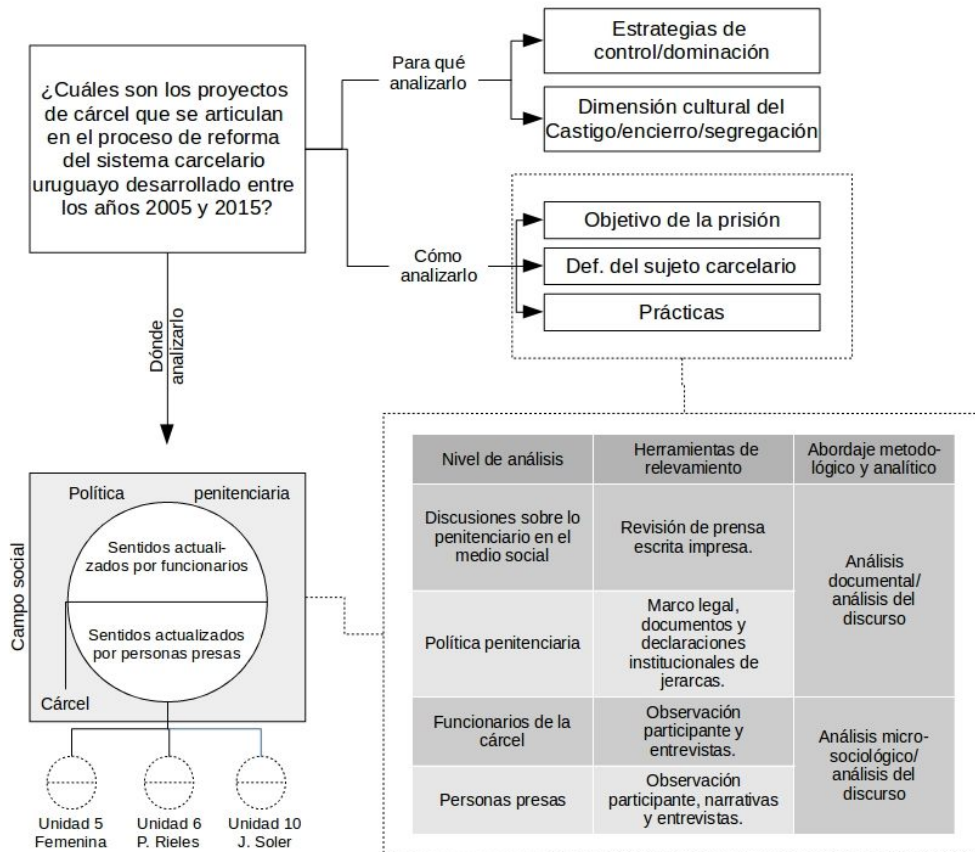 ¿Cuáles son los proyectos
de cárcel que se articulan
en el proceso de reforma
del sistema carcelario
uruguayo desarrollado entre
los años 2005 y 2015?
Para qué
analizarlo
Estrategias de
control/dominación
Dimensión cultural del
Castigo/encierro/segregación
Cómo
analizarlo
Objetivo de la prisión
Def. del sujeto carcelario
Prácticas
Dónde
analizarlo
Campo social
Política penitenciaria
Sentidos actuali-
zados por funcionarios
Sentidos actualizados
por personas presas
Cárcel
Unidad 5
Femenina
Unidad 6
P. Rieles
Unidad 10
J. Soler
Nivel de análisis
Herramientas de
relevamiento
Abordaje metodo-
lógico y analítico
Discusiones sobre lo
penitenciario en el
medio social
Revisión de prensa
escrita impresa.
Análisis
documental/
análisis del
discurso
Política penitenciaria
Marco legal,
documentos y
declaraciones
institucionales de
jerarcas.
Funcionarios de la
cárcel
Observación
participante y
entrevistas.
Análisis micro-
sociológico/
análisis del
discurso
Personas presas
Observación
participante, narrativas
y entrevistas.